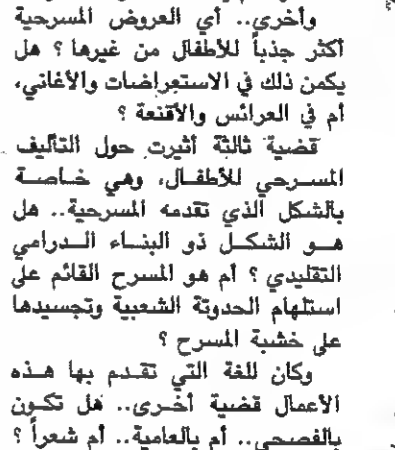 وأخرى.. أي العروض المسرحية
أكثر جذباً للأطفال من غيرها ؟ هل
يكمن ذلك في الاستعراضات والأغاني،
أم في العرائس والأقنعة ؟
قضية ثالثة أثيرت حول التأليف
المسرحي للأطفال، وهي خاصة
بالشكل الذي تقدمه المسرحية.. هل
هو الشكل ذو البناء الدرامي
التقليدي ؟ أم هو المسرح القائم على
استلهام الحدوتة الشعبية وتجسيدها
على خشبة المسرح ؟
وكان للغة التي تقدم بها هذه
الأعمال قضية أخرى.. هل تكون
بالفصحى.. أم بالعامية.. أم شعراً ؟